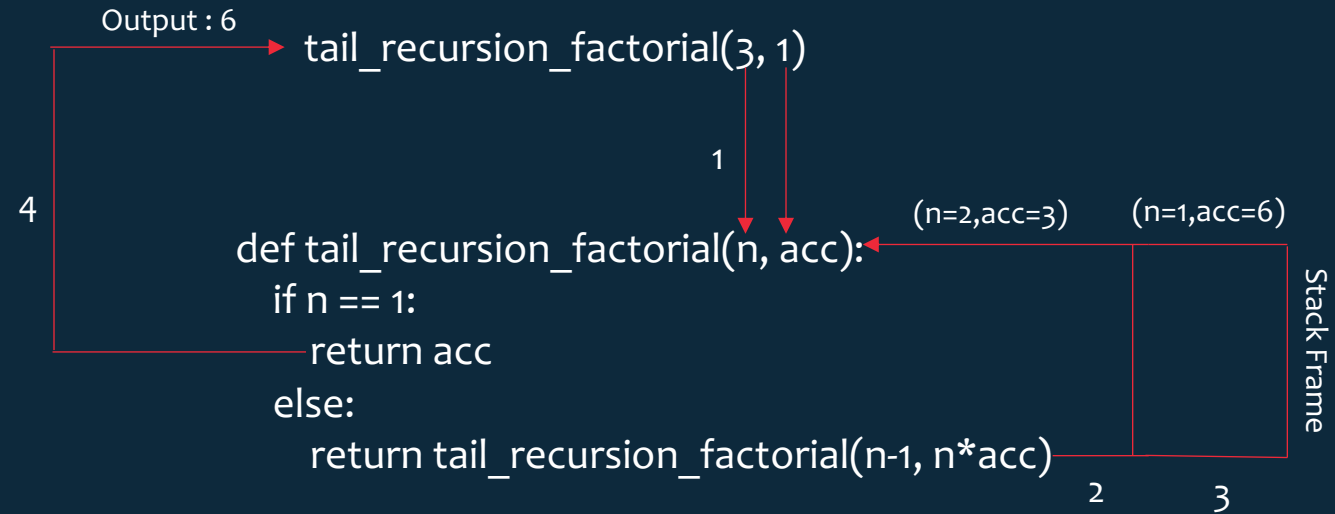 Output : 6
tail_recursion_factorial(3, 1)
1
4
(n=2,acc=3)
(n=1,acc=6)
def tail_recursion_factorial(n, acc):
if n == 1:
return acc
else:
return tail_recursion_factorial(n-1, n*acc)
Stack Frame
2
3